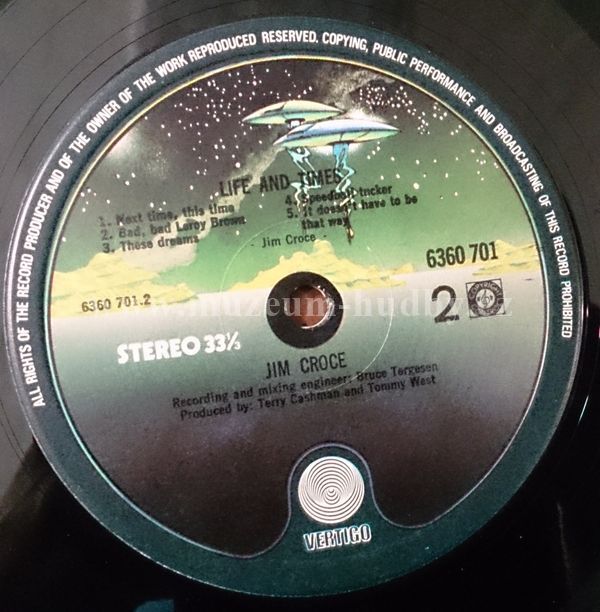 ALL RIGHTS OF THE RECORD PRODUCER AND OF THE OWNER OF THE WORK REPRODUCED RESERVED. COPYING, PUBLIC PERFORMANCE AND BROADCASTING OF THIS RECORD PROHIBITED
LIFE AND TIMES
1. Next time, this time
2. Bad, bad Leroy Brown
3. These dreams
4. Speedball tncker
5. It doesn't have to be
that way
- Jim Croce -
6360 701
6360 701.2
2
COPYRIGHT
STEREO 33⅓
JIM CROCE
Recording and mixing engineer: Bruce Tergesen
Produced by: Terry Cashman and Tommy West
VERTIGO